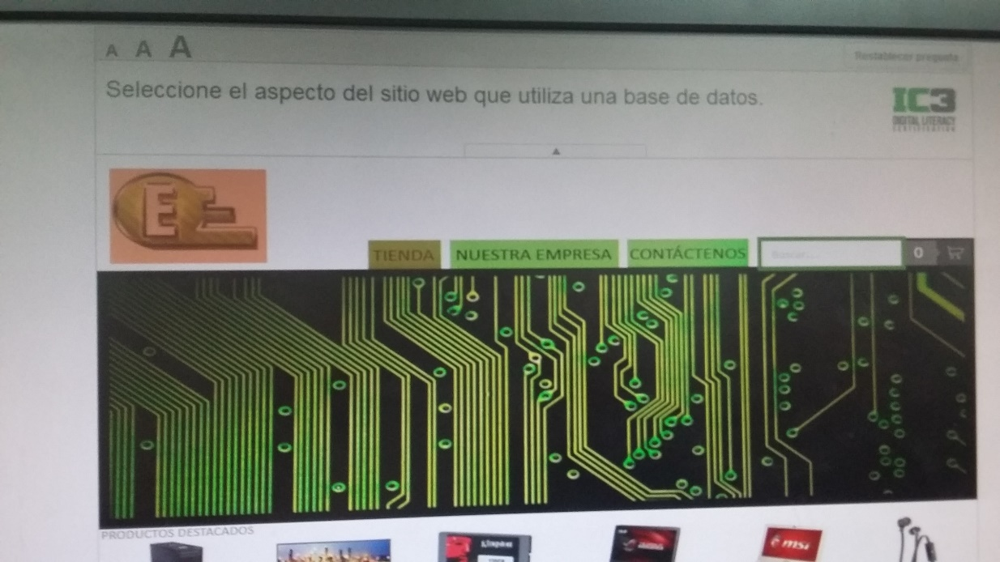 A A A
Restablecer pregunta
Seleccione el aspecto del sitio web que utiliza una base de datos.
IC3
DIGITAL LITERACY
CERTIFICATION
E
TIENDA NUESTRA EMPRESA CONTÁCTENOS Buscar.... 0
PRODUCTOS DESTACADOS
Kingston
msi